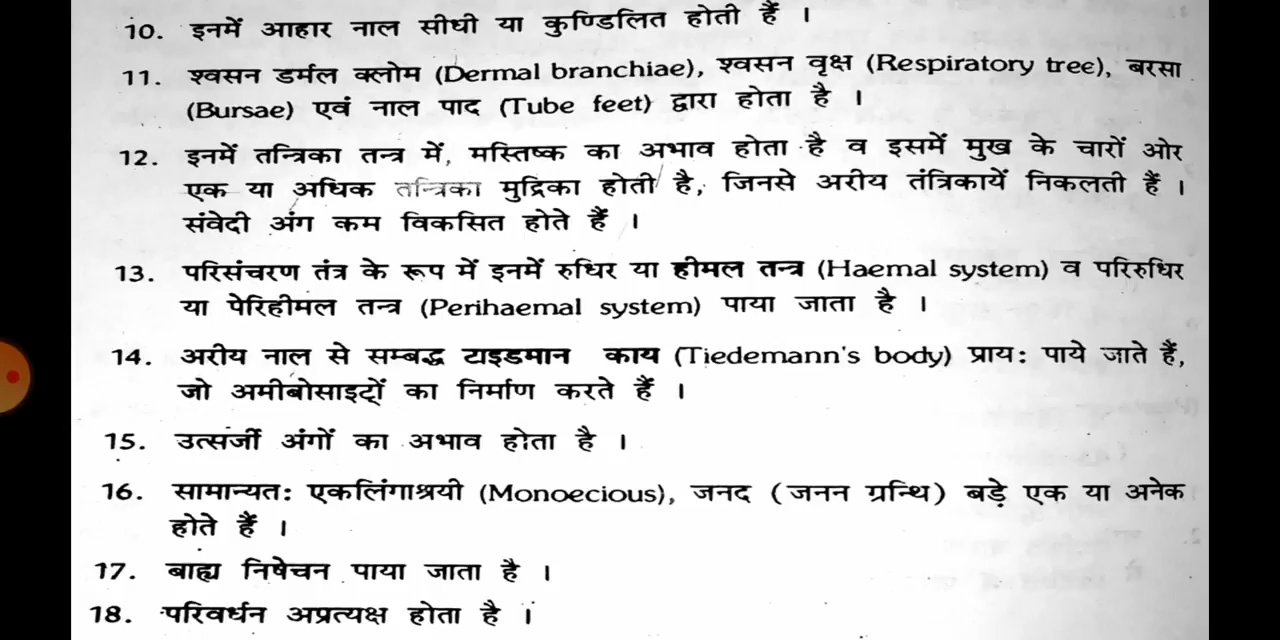 10. इनमें आहार नाल सीधी या कुण्डिलित होती हैं ।
11. श्वसन डर्मल क्लोम (Dermal branchiae), श्वसन वृक्ष (Respiratory tree), बरसा
(Bursae) एवं नाल पाद (Tube feet) द्वारा होता है ।
12. इनमें तन्त्रिका तन्त्र में, मस्तिष्क का अभाव होता है व इसमें मुख के चारों ओर
एक या अधिक तन्त्रिका मुद्रिका होती है, जिनसे अरीय तंत्रिकायें निकलती हैं ।
संवेदी अंग कम विकसित होते हैं ।
13. परिसंचरण तंत्र के रूप में इनमें रुधिर या हीमल तन्त्र (Haemal system) व परिरुधिर
या पेरिहीमल तन्त्र (Perihaemal system) पाया जाता है ।
14. अरीय नाल से सम्बद्ध टाइडमान काय (Tiedemann's body) प्राय: पाये जाते हैं,
जो अमीबोसाइटों का निर्माण करते हैं ।
15. उत्सर्जी अंगों का अभाव होता है ।
16. सामान्यत: एकलिंगाश्रयी (Monoecious), जनद (जनन ग्रन्थि) बड़े एक या अनेक
होते हैं ।
17. बाह्य निषेचन पाया जाता है ।
18. परिवर्धन अप्रत्यक्ष होता है ।